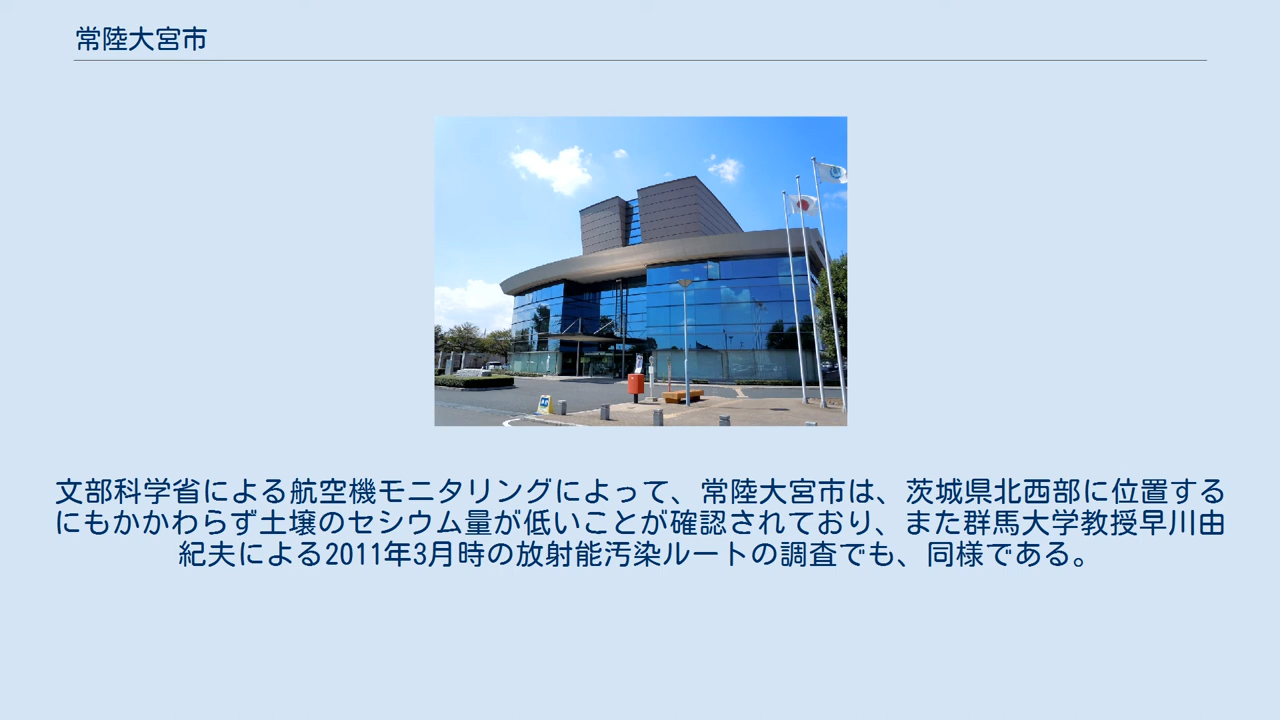 常陸大宮市
文部科学省による航空機モニタリングによって、常陸大宮市は、茨城県北西部に位置する
にもかかわらず土壌のセシウム量が低いことが確認されており、また群馬大学教授早川由
紀夫による2011年3月時の放射能汚染ルートの調査でも、同様である。